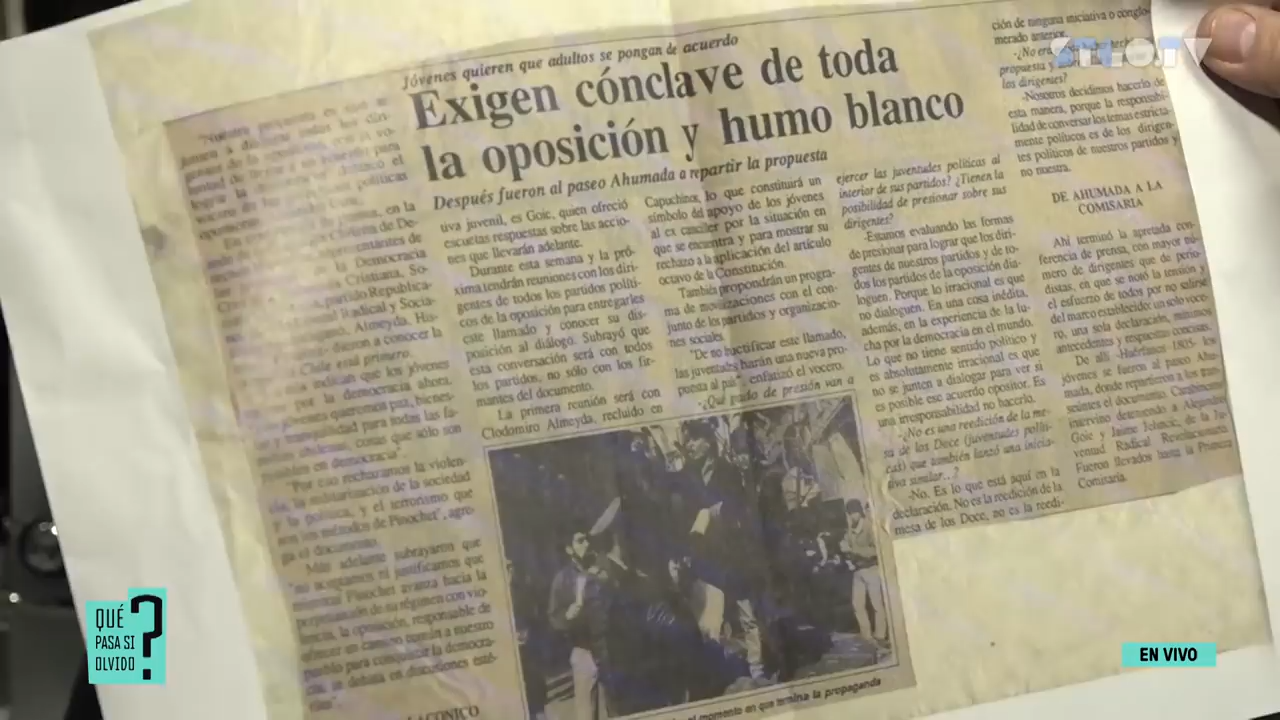 Jóvenes quieren que adultos se pongan de acuerdo
Exigen cónclave de toda
la oposición y humo blanco
Después fueron al paseo Ahumada a repartir la propuesta
tiva juvenil, es Goic, quien ofreció
escuetas respuestas sobre las accio-
nes que llevarán adelante.
Durante esta semana y la pró-
xima tendrán reuniones con los diri-
gentes de todos los partidos políti-
cos de la oposición para entregarles
este llamado y conocer su dis-
posición al diálogo. Subrayó que
esta conversación será con todos
los partidos, no sólo con los fir-
mantes del documento.
La primera reunión será con
Clodomiro Almeyda, recluido en
Capuchinos, lo que constituirá un
símbolo del apoyo de los jóvenes
al ex canciller por la situación en
que se encuentra y para mostrar su
rechazo a la aplicación del artículo
octavo de la Constitución.
También propondrán un progra-
ma de movilizaciones con el con-
junto de los partidos y organizacio-
nes sociales.
"De no fructificar este llamado,
las juventudes harán una nueva pro-
puesta al país", enfatizó el vocero.
-¿Qué grado de presión van a
ejercer las juventudes políticas al
interior de sus partidos? ¿Tienen la
posibilidad de presionar sobre sus
dirigentes?
-Estamos evaluando las formas
de presionar para lograr que los diri-
gentes de nuestros partidos y de to-
dos los partidos de la oposición dia-
loguen. Porque lo irracional es que
no dialoguen. En una cosa inédita,
además, en la experiencia de la lu-
cha por la democracia en el mundo.
Lo que no tiene sentido político y
es absolutamente irracional es que
no se junten a dialogar para ver si
es posible ese acuerdo opositor. Es
una irresponsabilidad no hacerlo.
-¿No es una reedición de la me-
sa de los Doce (juventudes políti-
cas) que también lanzó una inicia-
tiva similar...?
-No. Es lo que está aquí en la
declaración. No es la reedición de la
mesa de los Doce, no es la reedi-
ción de ninguna iniciativa o conglo-
merado anterior.
propuesta y
los dirigentes?
-Nosotros decidimos hacerlo de
esta manera, porque la responsabi-
lidad de conversar los temas estricta-
mente políticos es de los dirigen-
tes políticos de nuestros partidos y
no nuestra.
DE AHUMADA A LA
COMISARIA
Ahí terminó la apretada con-
ferencia de prensa, con mayor nú-
mero de dirigentes que de perio-
distas, en que se notó la tensión y
el esfuerzo de todos por no salirse
del marco establecido: un solo voce-
ro, una sola declaración, mínimos
antecedentes y respuestas concisas.
De allí -Huérfanos 1805- los
jóvenes se fueron al paseo Ahu-
mada, donde repartieron a los tran-
seúntes el documento. Carabineros
intervino deteniendo a Alejandro
Goic y Jaime Jelincic, de la Ju-
ventud Radical Revolucionaria.
Fueron llevados hasta la Primera
Comisaría.
por la democracia ahora,
"Por eso rechazamos la violen-
cia, la militarización de la sociedad
y la política, y el terrorismo que
son los métodos de Pinochet", agre-
ga el documento.
Más adelante subrayaron que
"no aceptamos ni justificamos que
mientras Pinochet avanza hacia la
perpetuación de su régimen con vio-
lencia, la oposición, responsable de
ofrecer un camino común a nuestro
pueblo para conquistar la democra-
cia, se debata en discusiones
LACONICO
el momento en que termina la propaganda
STGO.TV
QUÉ
PASA SI
OLVIDO
?
EN VIVO